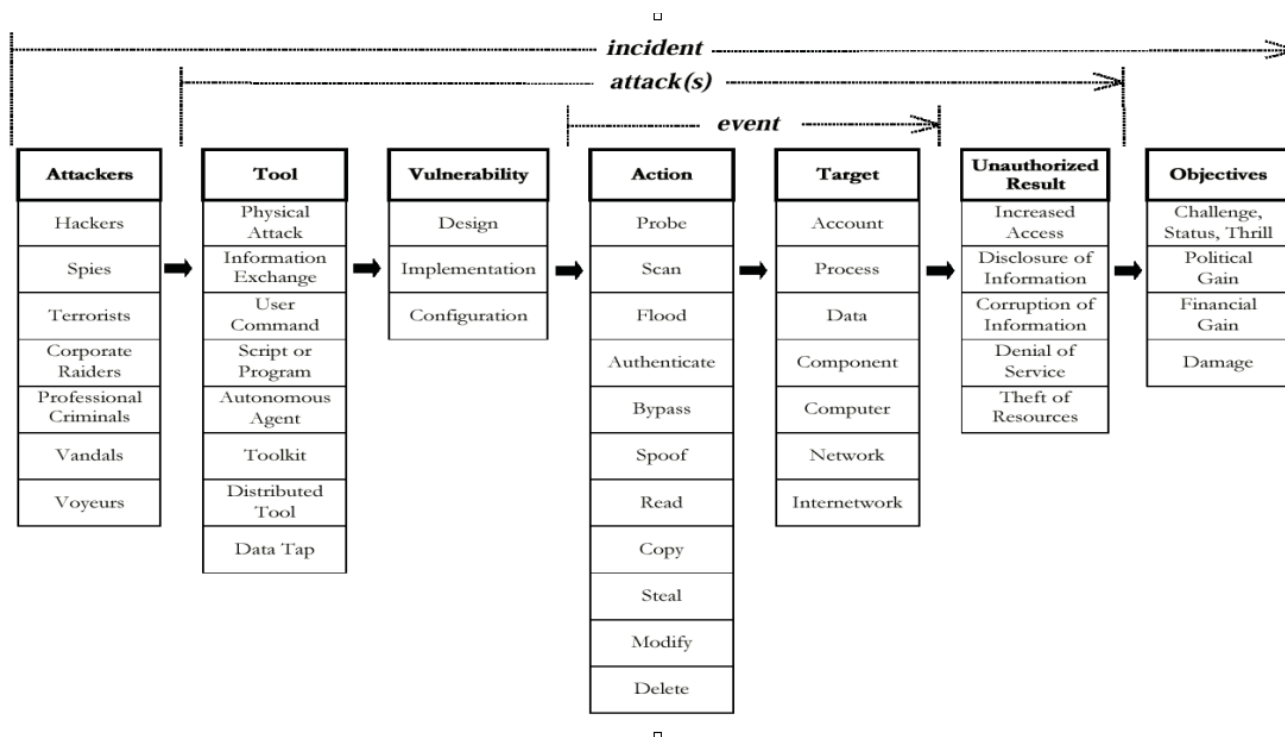 incident
attack(s)
event
Attackers
Hackers
Spies
Terrorists
Corporate
Raiders
Professional
Criminals
Vandals
Voyeurs
Tool
Physical
Attack
Information
Exchange
User
Command
Script or
Program
Autonomous
Agent
Toolkit
Distributed
Tool
Data Tap
Vulnerability
Design
Implementation
Configuration
Action
Probe
Scan
Flood
Authenticate
Bypass
Spoof
Read
Copy
Steal
Modify
Delete
Target
Account
Process
Data
Component
Computer
Network
Internetwork
Unauthorized
Result
Increased
Access
Disclosure of
Information
Corruption of
Information
Denial of
Service
Theft of
Resources
Objectives
Challenge,
Status, Thrill
Political
Gain
Financial
Gain
Damage